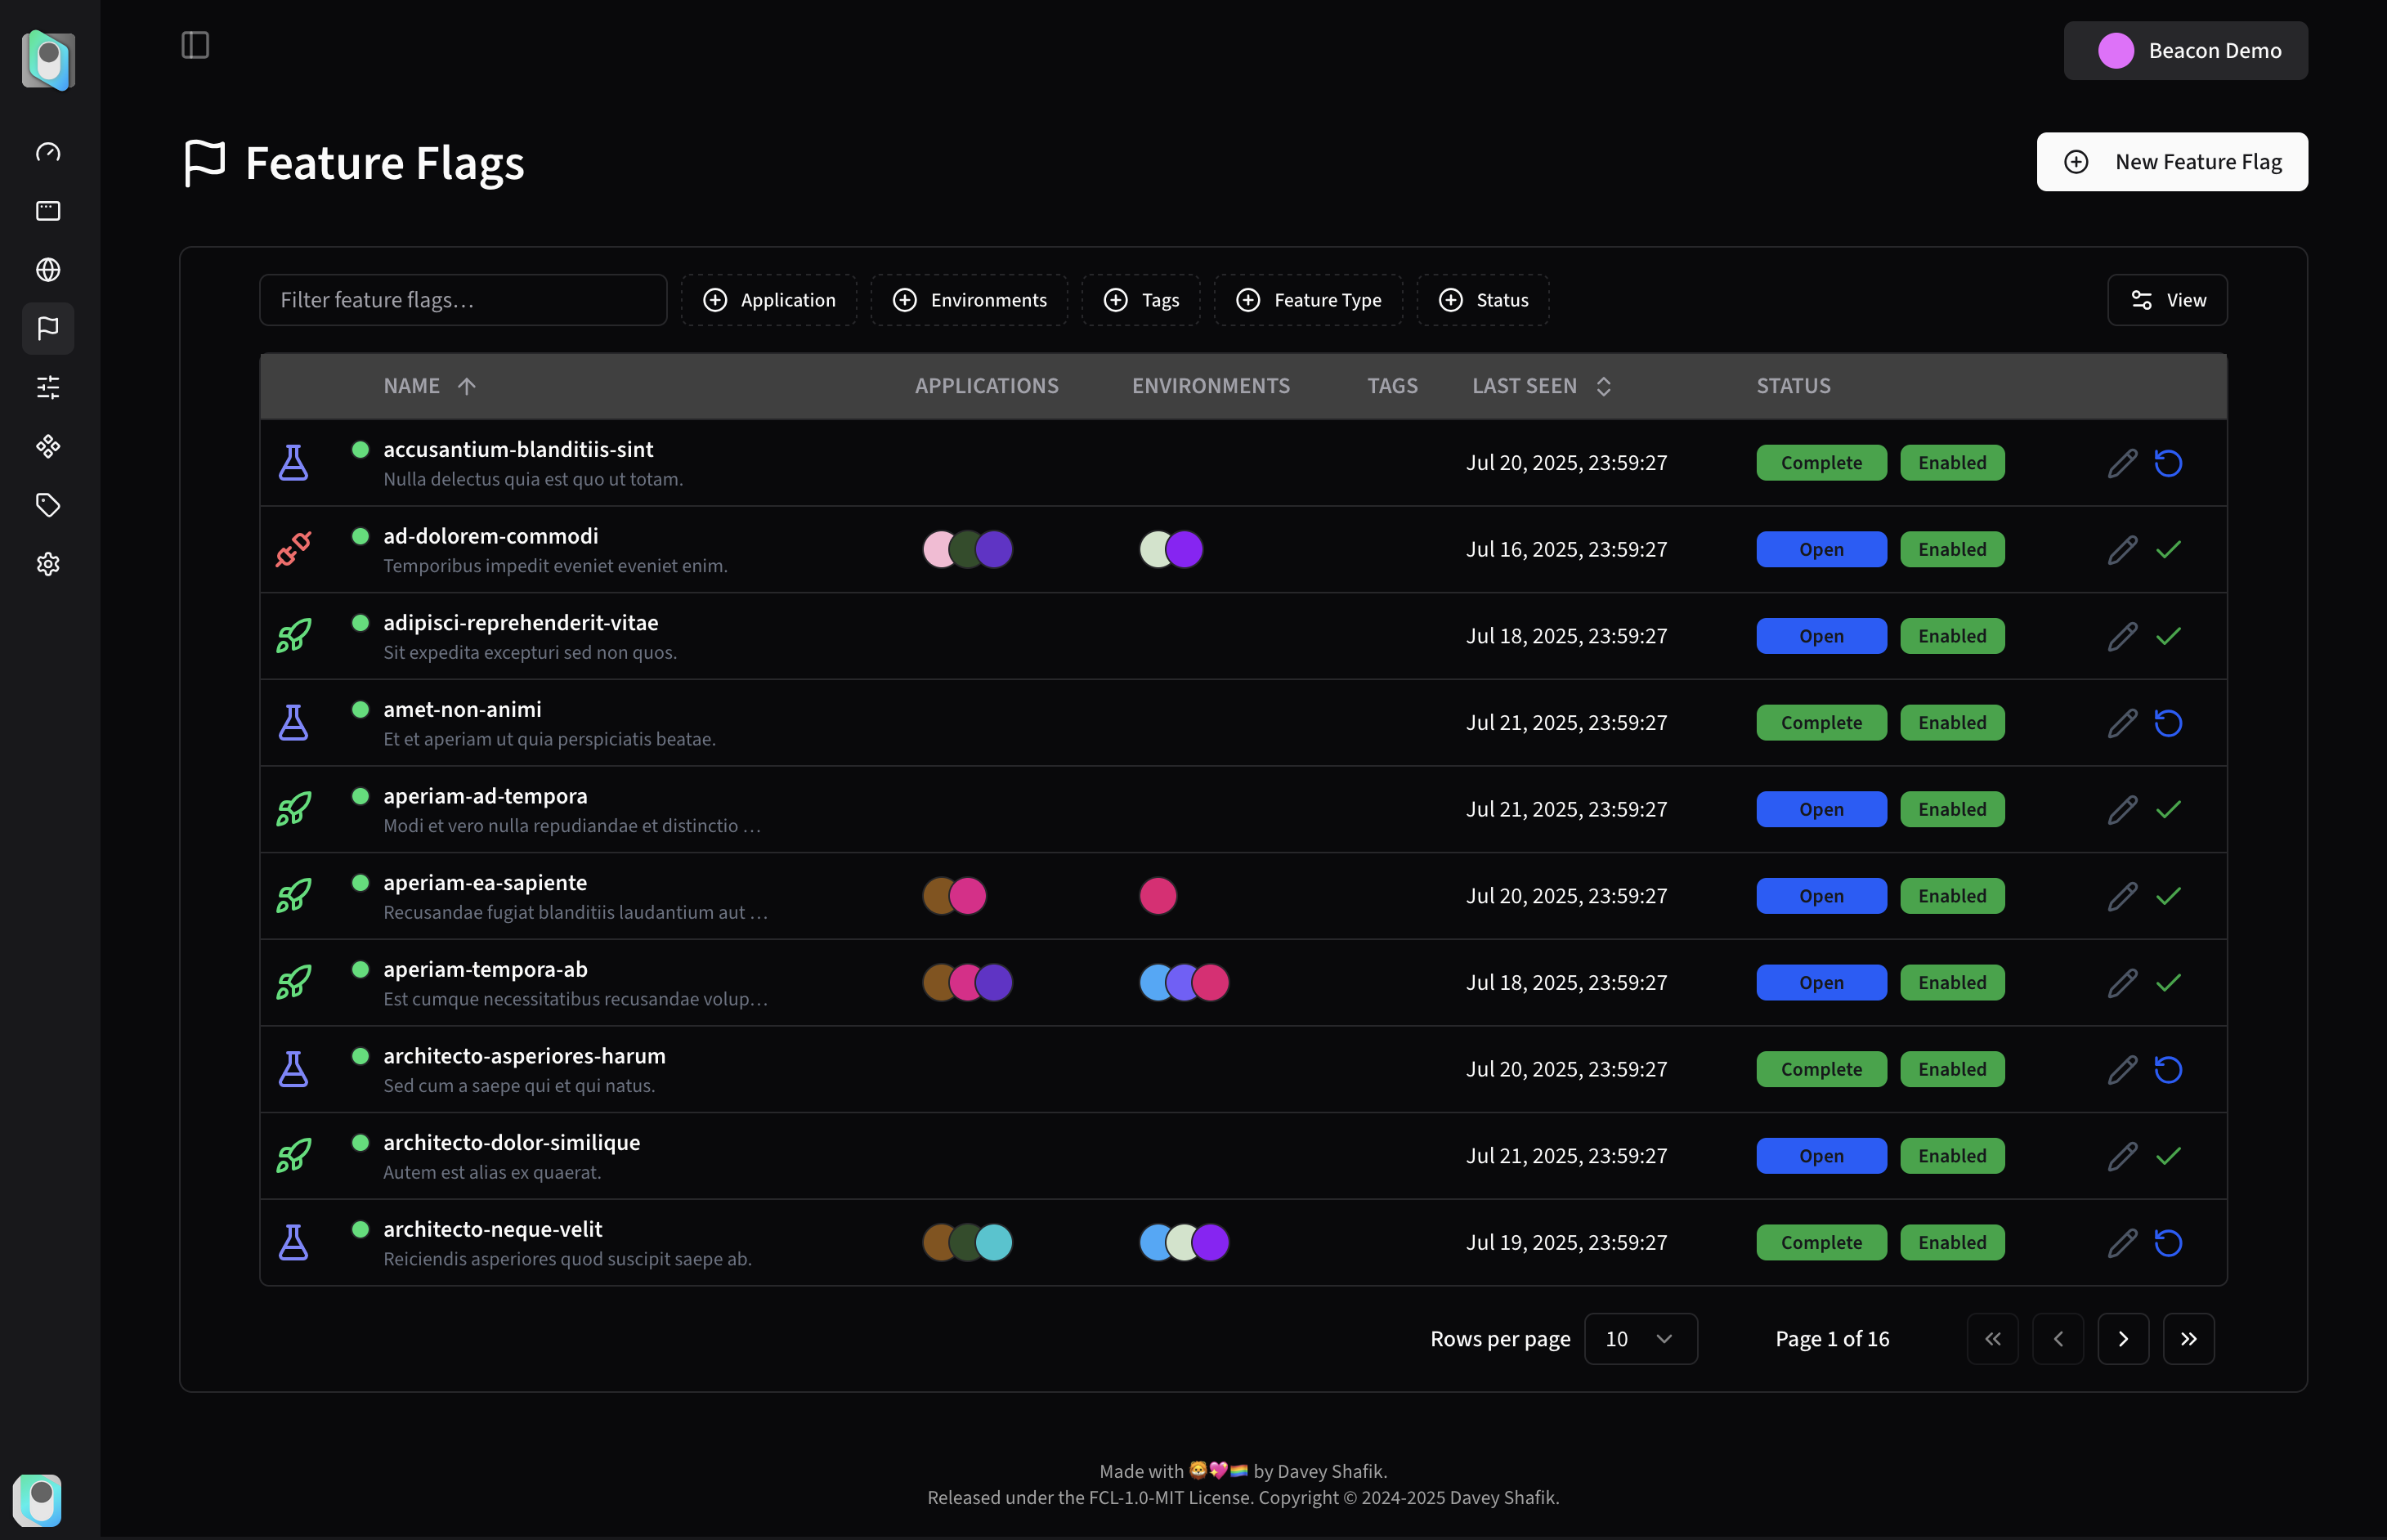 Beacon Demo
Feature Flags
New Feature Flag
Filter feature flags…
Application
Environments
Tags
Feature Type
Status
View
NAME
APPLICATIONS
ENVIRONMENTS
TAGS
LAST SEEN
STATUS
accusantium-blanditiis-sint
Nulla delectus quia est quo ut totam.
Jul 20, 2025, 23:59:27
Complete
Enabled
ad-dolorem-commodi
Temporibus impedit eveniet eveniet enim.
Jul 16, 2025, 23:59:27
Open
Enabled
adipisci-reprehenderit-vitae
Sit expedita excepturi sed non quos.
Jul 18, 2025, 23:59:27
Open
Enabled
amet-non-animi
Et et aperiam ut quia perspiciatis beatae.
Jul 21, 2025, 23:59:27
Complete
Enabled
aperiam-ad-tempora
Modi et vero nulla repudiandae et distinctio …
Jul 21, 2025, 23:59:27
Open
Enabled
aperiam-ea-sapiente
Recusandae fugiat blanditiis laudantium aut …
Jul 20, 2025, 23:59:27
Open
Enabled
aperiam-tempora-ab
Est cumque necessitatibus recusandae volup…
Jul 18, 2025, 23:59:27
Open
Enabled
architecto-asperiores-harum
Sed cum a saepe qui et qui natus.
Jul 20, 2025, 23:59:27
Complete
Enabled
architecto-dolor-similique
Autem est alias ex quaerat.
Jul 21, 2025, 23:59:27
Open
Enabled
architecto-neque-velit
Reiciendis asperiores quod suscipit saepe ab.
Jul 19, 2025, 23:59:27
Complete
Enabled
Rows per page
10
Page 1 of 16
Made with 🦁💖🏳️‍🌈 by Davey Shafik.
Released under the FCL-1.0-MIT License. Copyright © 2024-2025 Davey Shafik.